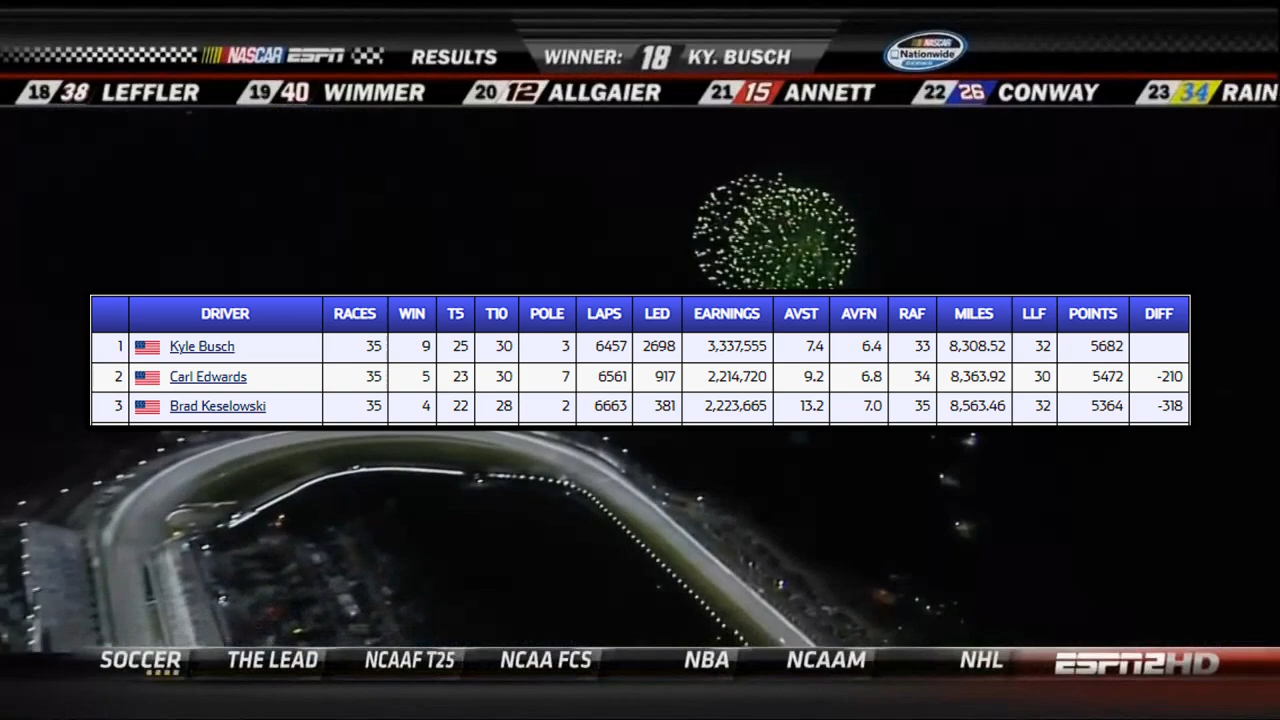 NASCAR ESPN RESULTS WINNER: 18 KY. BUSCH NASCAR Nationwide
18 38 LEFFLER 19 40 WIMMER 20 12 ALLGAIER 21 15 ANNETT 22 26 CONWAY 23 34 RAIN
DRIVER RACES WIN T5 T10 POLE LAPS LED EARNINGS AVST AVFN RAF MILES LLF POINTS DIFF
1 Kyle Busch 35 9 25 30 3 6457 2698 3,337,555 7.4 6.4 33 8,308.52 32 5682
2 Carl Edwards 35 5 23 30 7 6561 917 2,214,720 9.2 6.8 34 8,363.92 30 5472 -210
3 Brad Keselowski 35 4 22 28 2 6663 381 2,223,665 13.2 7.0 35 8,563.46 32 5364 -318
SOCCER THE LEAD NCAAF T25 NCAA FCS NBA NCAAM NHL ESPN2HD